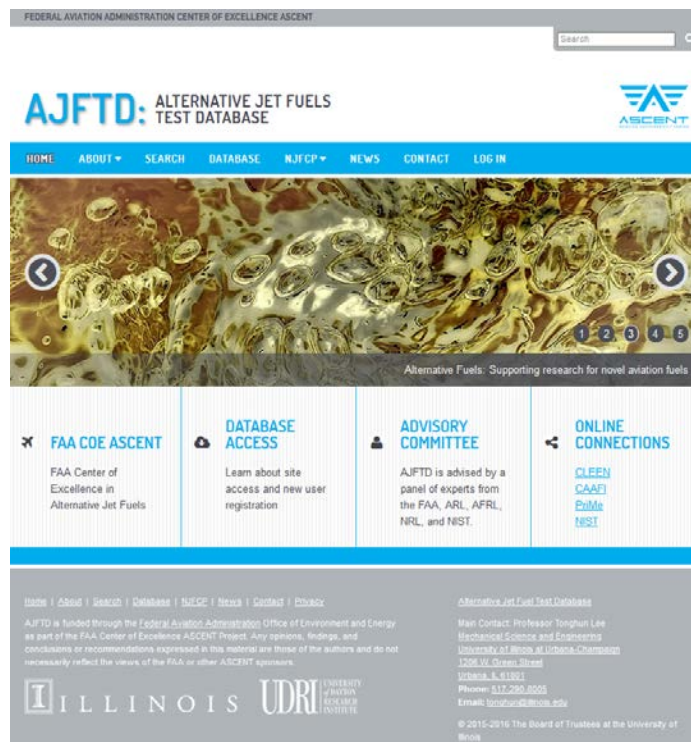 FEDERAL AVIATION ADMINISTRATION CENTER OF EXCELLENCE ASCENT
Search
AJFTD: ALTERNATIVE JET FUELS
TEST DATABASE
ASCENT
HOME ABOUT SEARCH DATABASE NJFCP NEWS CONTACT LOG IN
1 2 3 4 5
Alternative Fuels: Supporting research for novel aviation fuels
FAA COE ASCENT
FAA Center of
Excellence in
Alternative Jet Fuels
DATABASE
ACCESS
Learn about site
access and new user
registration
ADVISORY
COMMITTEE
AJFTD is advised by a
panel of experts from
the FAA, ARL, AFRL,
NRL, and NIST.
ONLINE
CONNECTIONS
CLEEN
CAAFI
PriMe
NIST
Home | About | Search | Database | NJFCP | News | Contact | Privacy
AJFTD is funded through the Federal Aviation Administration Office of Environment and Energy
as part of the FAA Center of Excellence ASCENT Project. Any opinions, findings, and
conclusions or recommendations expressed in this material are those of the authors and do not
necessarily reflect the views of the FAA or other ASCENT sponsors.
I ILLINOIS
UDRI UNIVERSITY
of DAYTON
RESEARCH
INSTITUTE
Alternative Jet Fuel Test Database
Main Contact: Professor Tonghun Lee
Mechanical Science and Engineering
University of Illinois at Urbana-Champaign
1206 W. Green Street
Urbana, IL 61801
Phone: 517.290.8005
Email: tonghun@illinois.edu
© 2015-2016 The Board of Trustees at the University of
Illinois